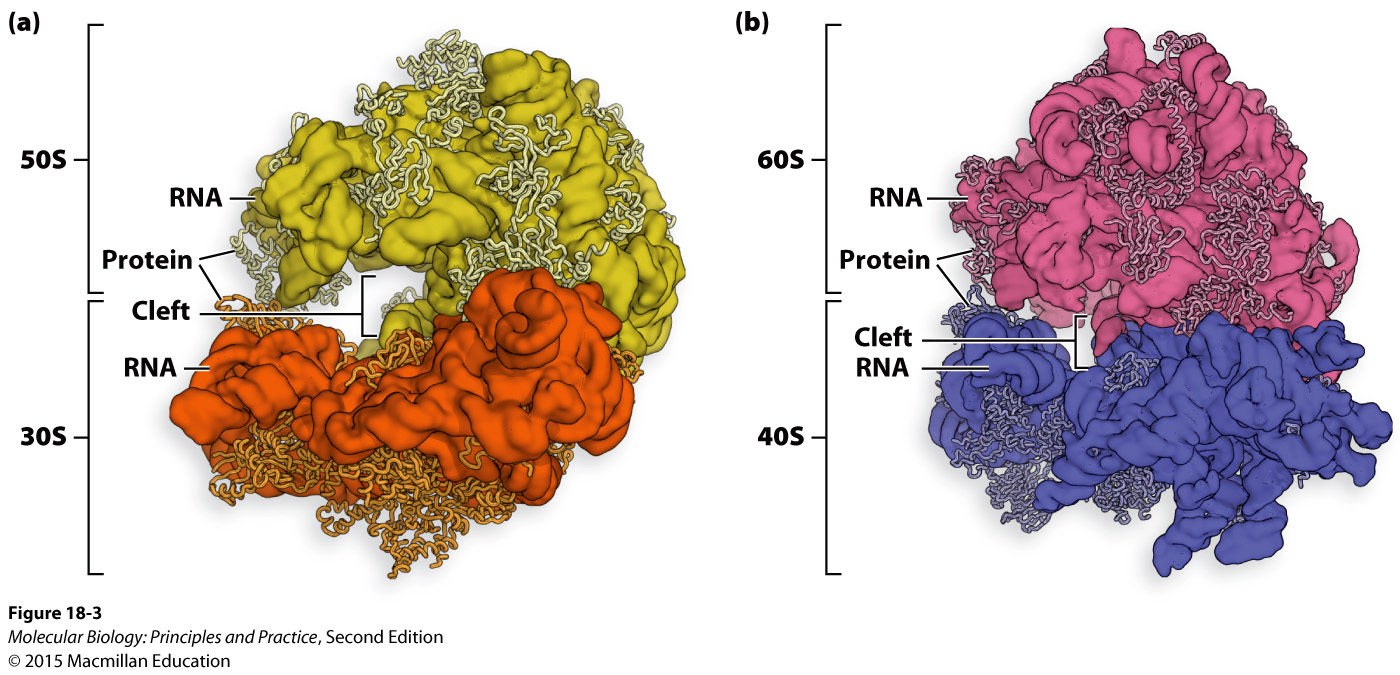 (a)
50S
RNA
Protein
Cleft
RNA
30S
(b)
60S
RNA
Protein
Cleft
RNA
40S
Figure 18-3
Molecular Biology: Principles and Practice, Second Edition
© 2015 Macmillan Education